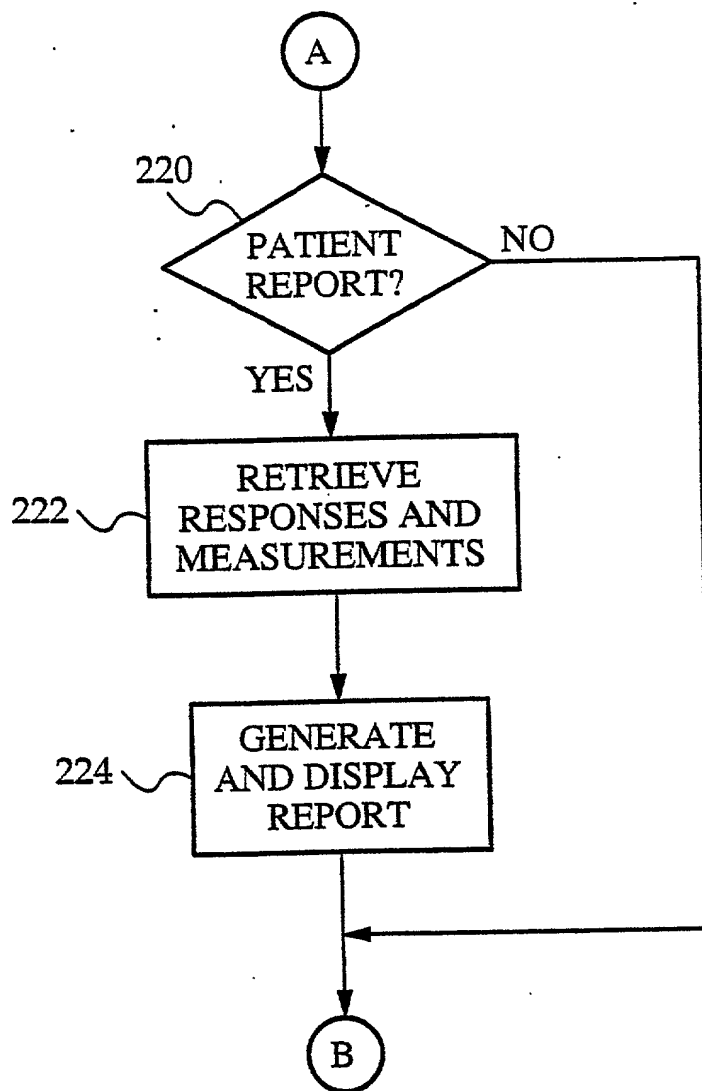 A
220
PATIENT
REPORT?
NO
YES
222
RETRIEVE
RESPONSES AND
MEASUREMENTS
224
GENERATE
AND DISPLAY
REPORT
B